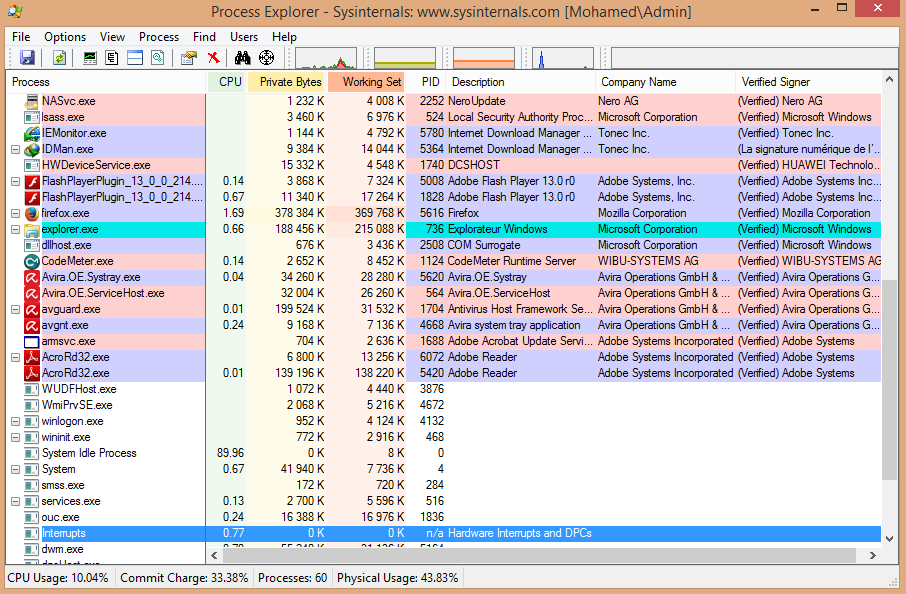 Process Explorer - Sysinternals: www.sysinternals.com [Mohamed\Admin]
File Options View Process Find Users Help
Process CPU Private Bytes Working Set PID Description Company Name Verified Signer
NASvc.exe 1 232 K 4 008 K 2252 NeroUpdate Nero AG (Verified) Nero AG
lsass.exe 3 460 K 6 976 K 524 Local Security Authority Proc... Microsoft Corporation (Verified) Microsoft Windows
IEMonitor.exe 1 144 K 4 792 K 5780 Internet Download Manager ... Tonec Inc. (Verified) Tonec Inc.
IDMan.exe 9 384 K 14 044 K 5364 Internet Download Manager ... Tonec Inc. (La signature numérique de l'...
HWDeviceService.exe 15 332 K 4 548 K 1740 DCSHOST (Verified) HUAWEI Technolo...
FlashPlayerPlugin_13_0_0_214.... 0.14 3 868 K 7 324 K 5008 Adobe Flash Player 13.0 r0 Adobe Systems, Inc. (Verified) Adobe Systems Inc...
FlashPlayerPlugin_13_0_0_214.... 0.67 11 340 K 17 264 K 1828 Adobe Flash Player 13.0 r0 Adobe Systems, Inc. (Verified) Adobe Systems Inc...
firefox.exe 1.69 378 384 K 369 768 K 5616 Firefox Mozilla Corporation (Verified) Mozilla Corporation
explorer.exe 0.66 188 456 K 215 088 K 736 Explorateur Windows Microsoft Corporation (Verified) Microsoft Windows
dllhost.exe 676 K 3 436 K 2508 COM Surrogate Microsoft Corporation (Verified) Microsoft Windows
CodeMeter.exe 0.14 2 652 K 8 452 K 1124 CodeMeter Runtime Server WIBU-SYSTEMS AG (Verified) WIBU-SYSTEMS AG
Avira.OE.Systray.exe 0.04 34 260 K 28 280 K 5620 Avira.OE.Systray Avira Operations GmbH & ... (Verified) Avira Operations G...
Avira.OE.ServiceHost.exe 32 004 K 26 260 K 564 Avira.OE.ServiceHost Avira Operations GmbH & ... (Verified) Avira Operations G...
avguard.exe 0.01 199 524 K 31 532 K 1704 Antivirus Host Framework Se... Avira Operations GmbH & ... (Verified) Avira Operations G...
avgnt.exe 0.24 9 168 K 7 136 K 4668 Avira system tray application Avira Operations GmbH & ... (Verified) Avira Operations G...
armsvc.exe 704 K 2 636 K 1688 Adobe Acrobat Update Servi... Adobe Systems Incorporated (Verified) Adobe Systems
AcroRd32.exe 6 800 K 13 256 K 6072 Adobe Reader Adobe Systems Incorporated (Verified) Adobe Systems
AcroRd32.exe 0.01 139 196 K 138 220 K 5420 Adobe Reader Adobe Systems Incorporated (Verified) Adobe Systems
WUDFHost.exe 1 072 K 4 440 K 3876
WmiPrvSE.exe 2 068 K 5 216 K 4672
winlogon.exe 952 K 4 124 K 4132
wininit.exe 772 K 2 916 K 468
System Idle Process 89.96 0 K 8 K 0
System 0.67 41 940 K 7 736 K 4
smss.exe 172 K 720 K 284
services.exe 0.13 2 700 K 5 596 K 516
ouc.exe 0.24 16 388 K 16 976 K 1836
Interrupts 0.77 0 K 0 K n/a Hardware Interrupts and DPCs
dwm.exe
CPU Usage: 10.04% Commit Charge: 33.38% Processes: 60 Physical Usage: 43.83%